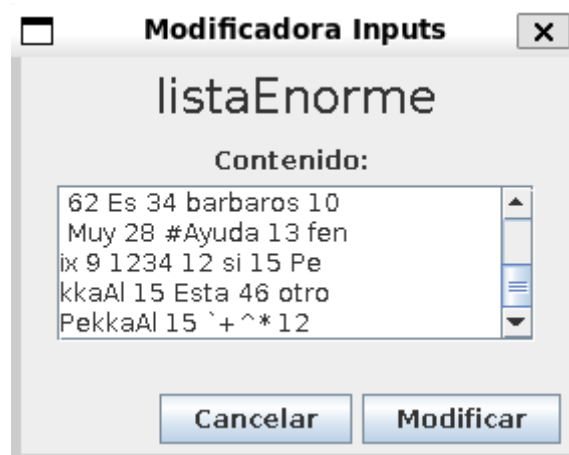 Modificadora Inputs
listaEnorme
Contenido:
62 Es 34 barbaros 10
Muy 28 #Ayuda 13 fen
ix 9 1234 12 si 15 Pe
kkaAl 15 Esta 46 otro
PekkaAl 15 `+^* 12
Cancelar Modificar